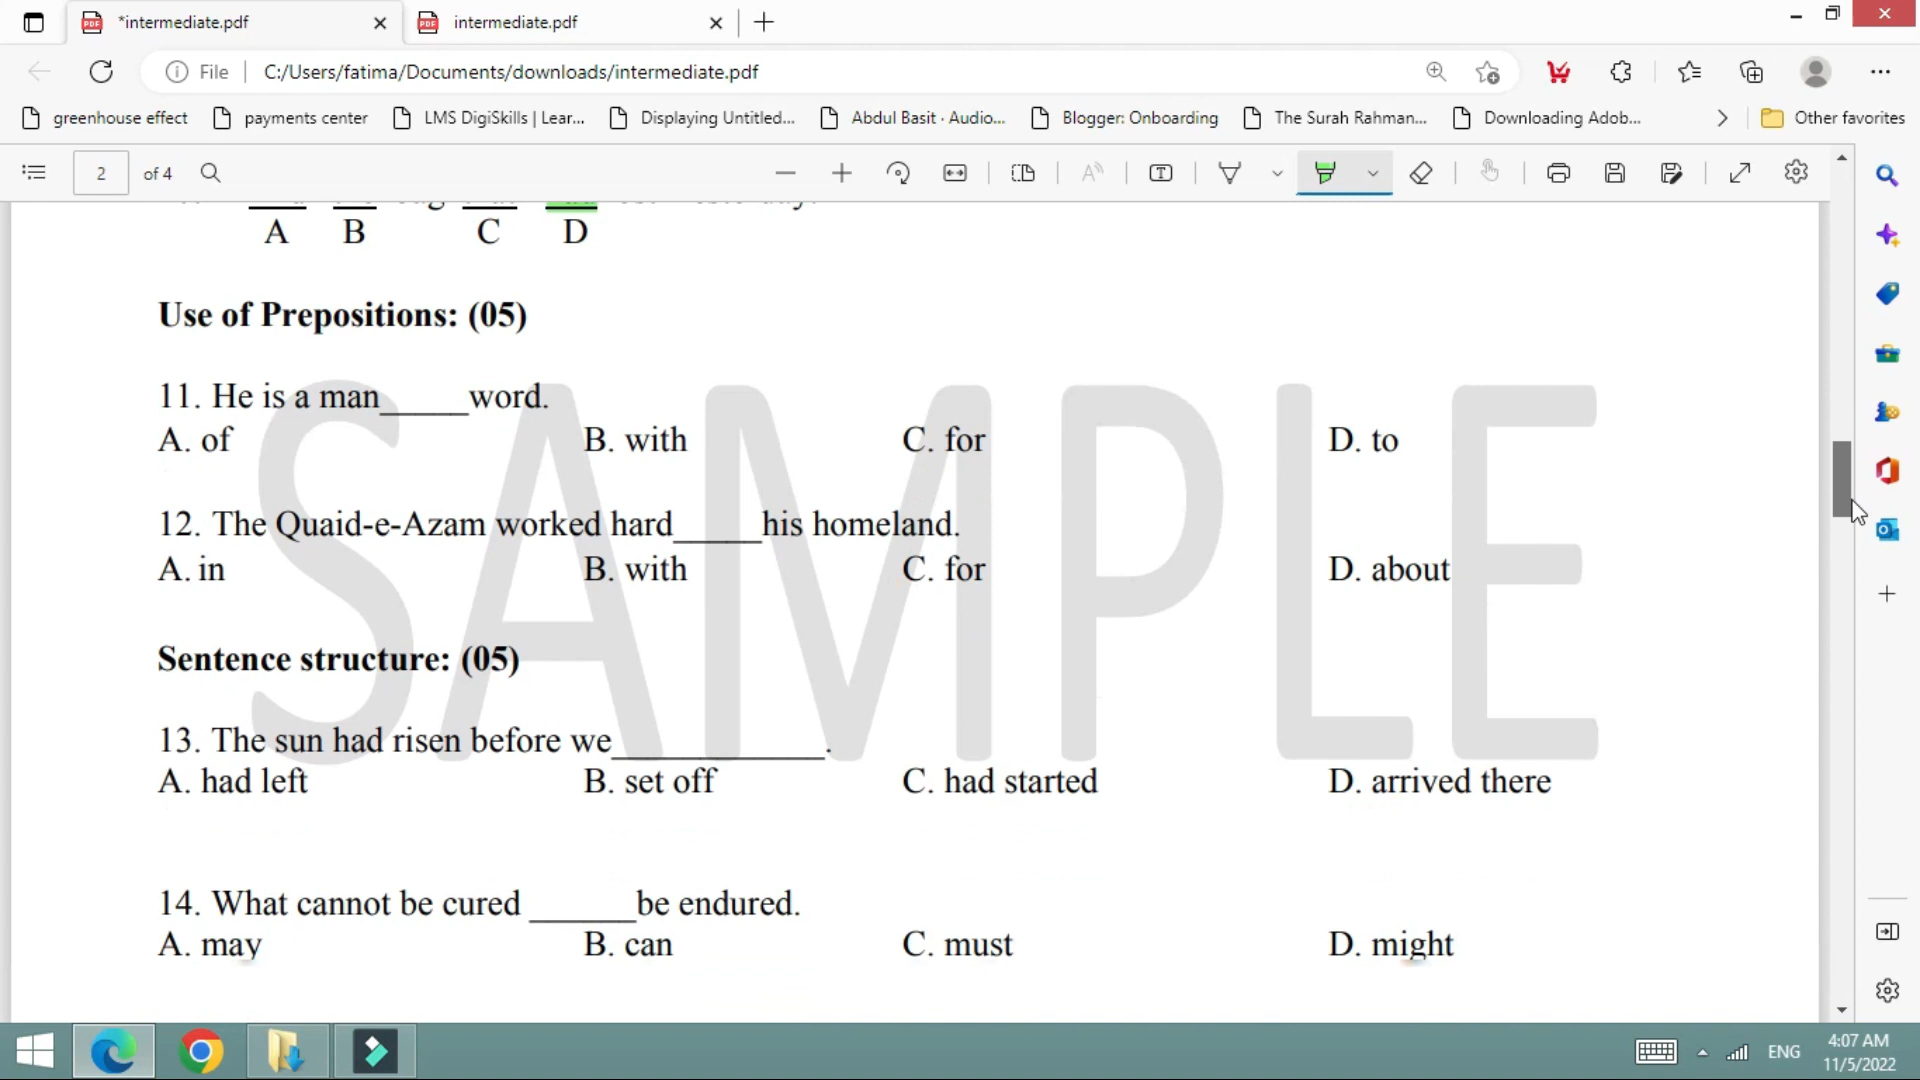 *intermediate.pdf
intermediate.pdf
File
C:/Users/fatima/Documents/downloads/intermediate.pdf
greenhouse effect
payments center
LMS DigiSkills | Lear...
Displaying Untitled...
Abdul Basit · Audio...
Blogger: Onboarding
The Surah Rahman...
Downloading Adob...
Other favorites
2 of 4
A B C D
Use of Prepositions: (05)
11. He is a man_____word.
A. of B. with C. for D. to
12. The Quaid-e-Azam worked hard_____his homeland.
A. in B. with C. for D. about
Sentence structure: (05)
13. The sun had risen before we____________.
A. had left B. set off C. had started D. arrived there
14. What cannot be cured ______be endured.
A. may B. can C. must D. might
SAMPLE
ENG
4:07 AM
11/5/2022